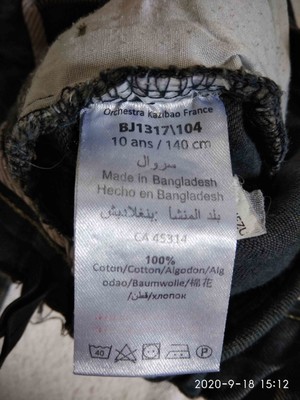 Orchestra Kazibao France
BJ1317\104
10 ans / 140 cm
سروال
Made in Bangladesh
Hecho en Bangladesh
بلد المنشأ: بنغلاديش
CA 45314
100%
Coton/Cotton/Algodon/Alg
odao/Baumwolle/棉花
/قطن/хлопок
40
P
2020-9-18 15:12